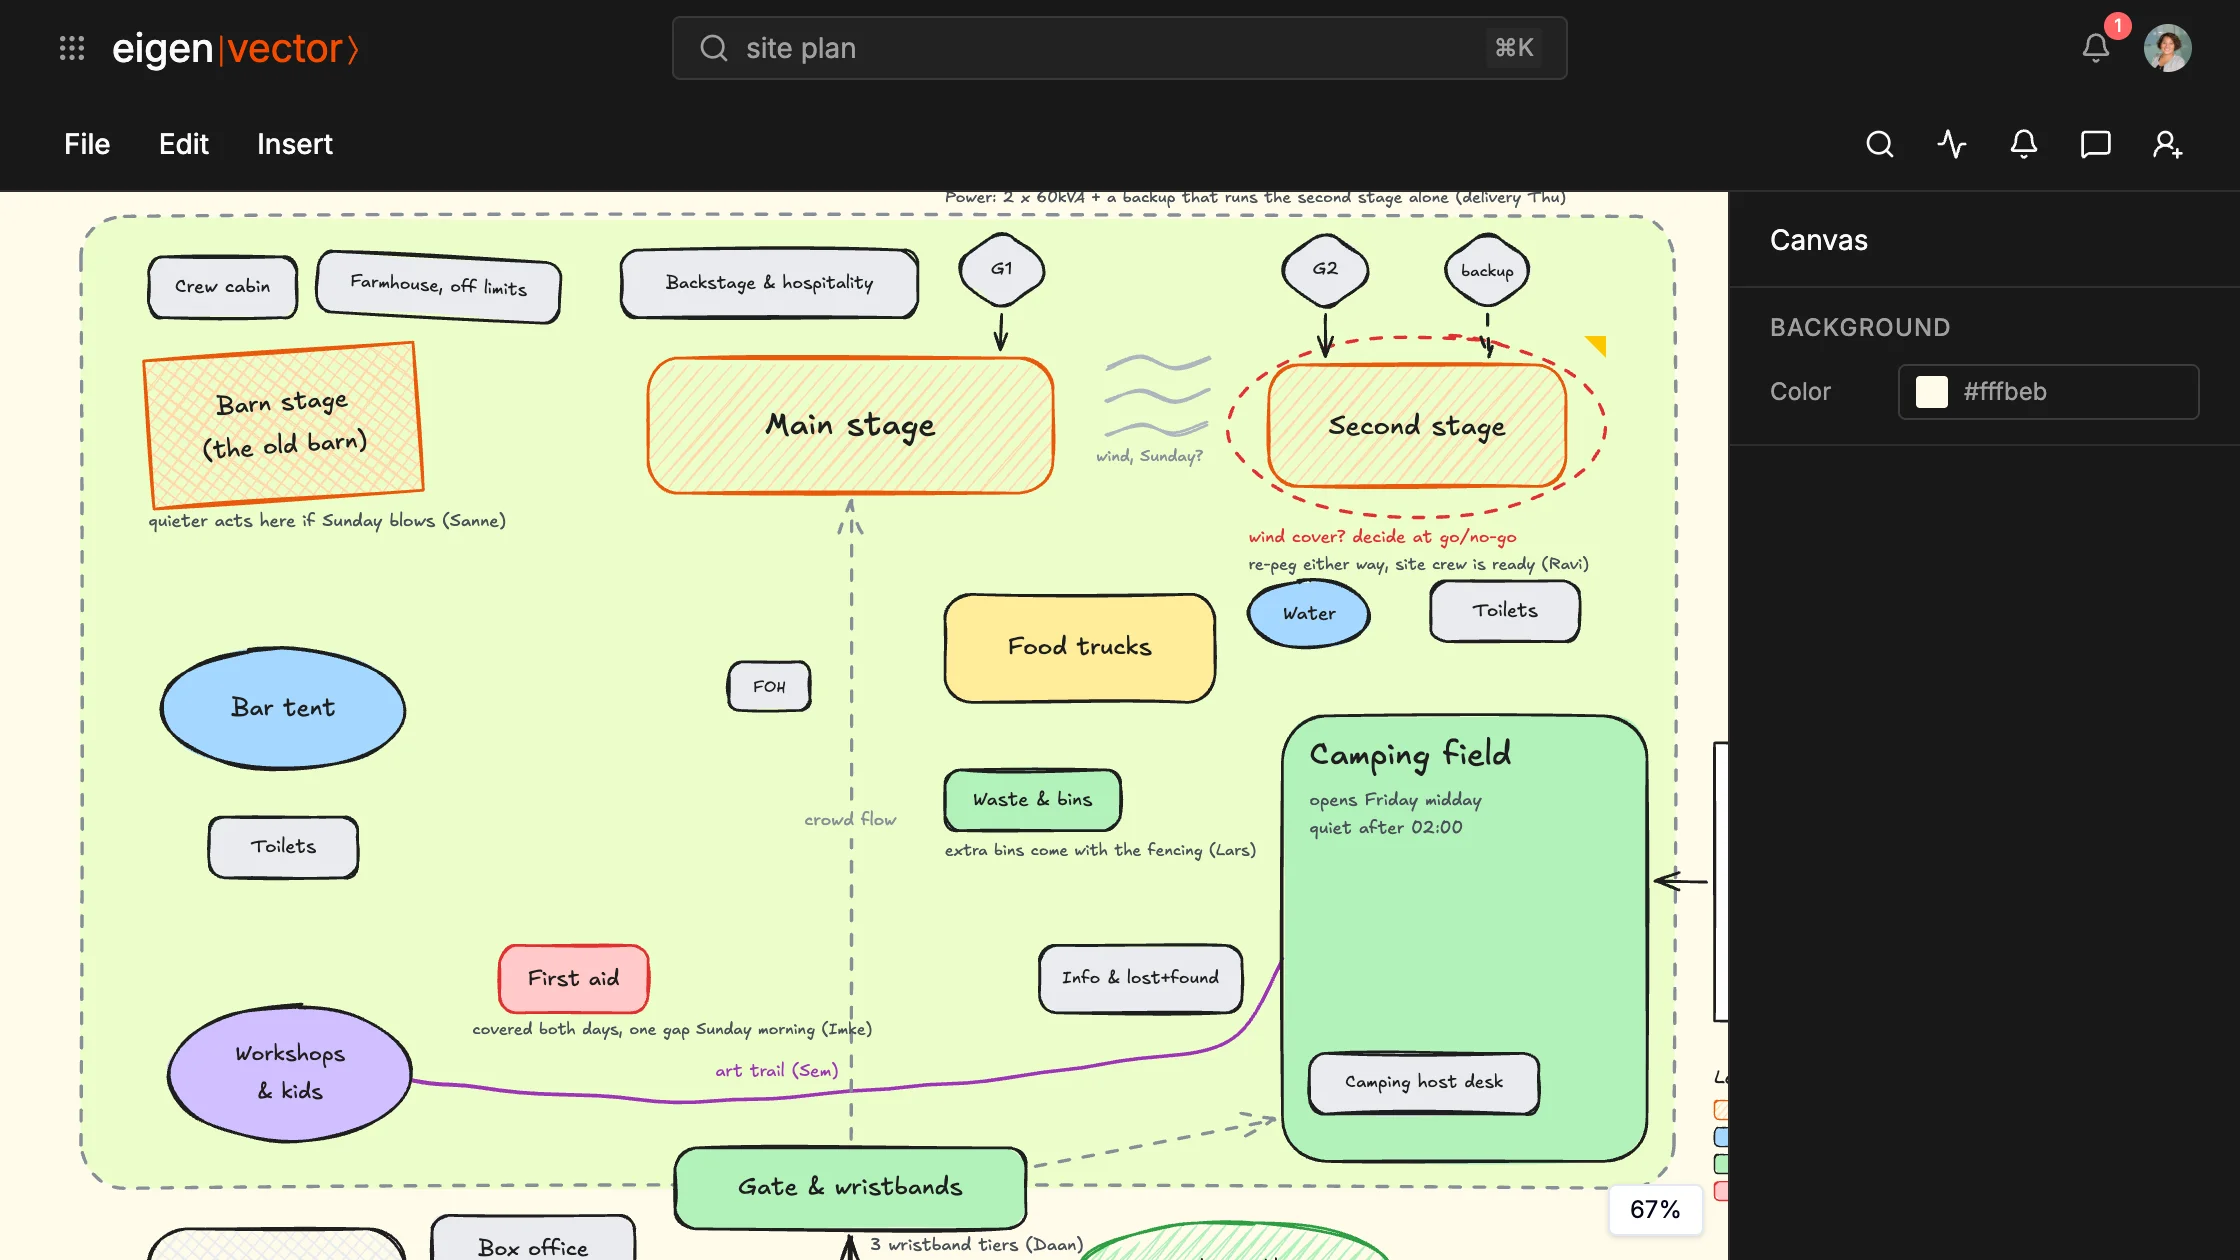 eigen|vector⟩
site plan
⌘K
1
File
Edit
Insert
Power: 2 x 60kVA + a backup that runs the second stage alone (delivery Thu)
Crew cabin
Farmhouse, off limits
Backstage & hospitality
G1
G2
backup
Barn stage
(the old barn)
Main stage
wind, Sunday?
Second stage
quieter acts here if Sunday blows (Sanne)
wind cover? decide at go/no-go
re-peg either way, site crew is ready (Ravi)
Water
Toilets
Food trucks
FOH
Bar tent
Camping field
opens Friday midday
quiet after 02:00
Waste & bins
extra bins come with the fencing (Lars)
crowd flow
Toilets
First aid
covered both days, one gap Sunday morning (Imke)
Info & lost+found
Workshops
& kids
art trail (Sem)
Camping host desk
Gate & wristbands
Box office
3 wristband tiers (Daan)
67%
Canvas
BACKGROUND
Color
#fffbeb